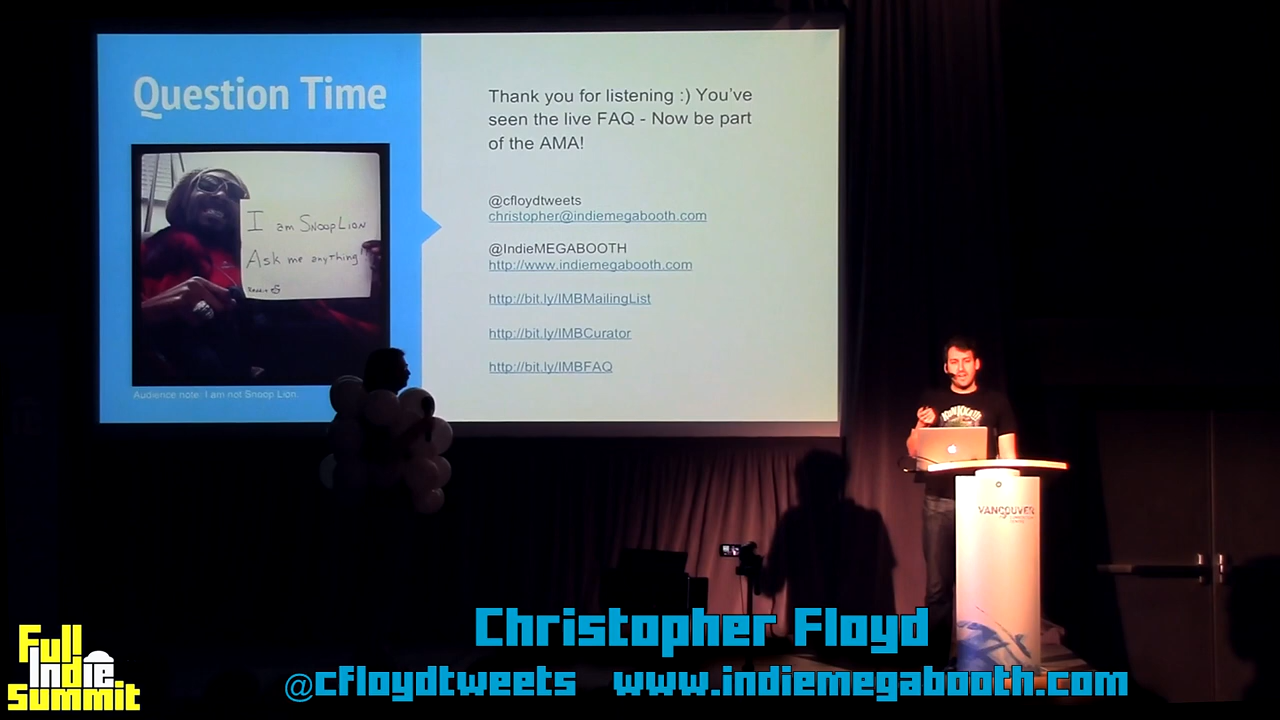 Question Time
I am Snoop Lion
Ask me anything!
Audience note: I am not Snoop Lion.
Thank you for listening :) You've
seen the live FAQ - Now be part
of the AMA!
@cfloydtweets
christopher@indiemegabooth.com
@IndieMEGABOOTH
http://www.indiemegabooth.com
http://bit.ly/IMBMailingList
http://bit.ly/IMBCurator
http://bit.ly/IMBFAQ
VANCOUVER
Christopher Floyd
@cfloydtweets www.indiemegabooth.com
Full
Indie
Summit